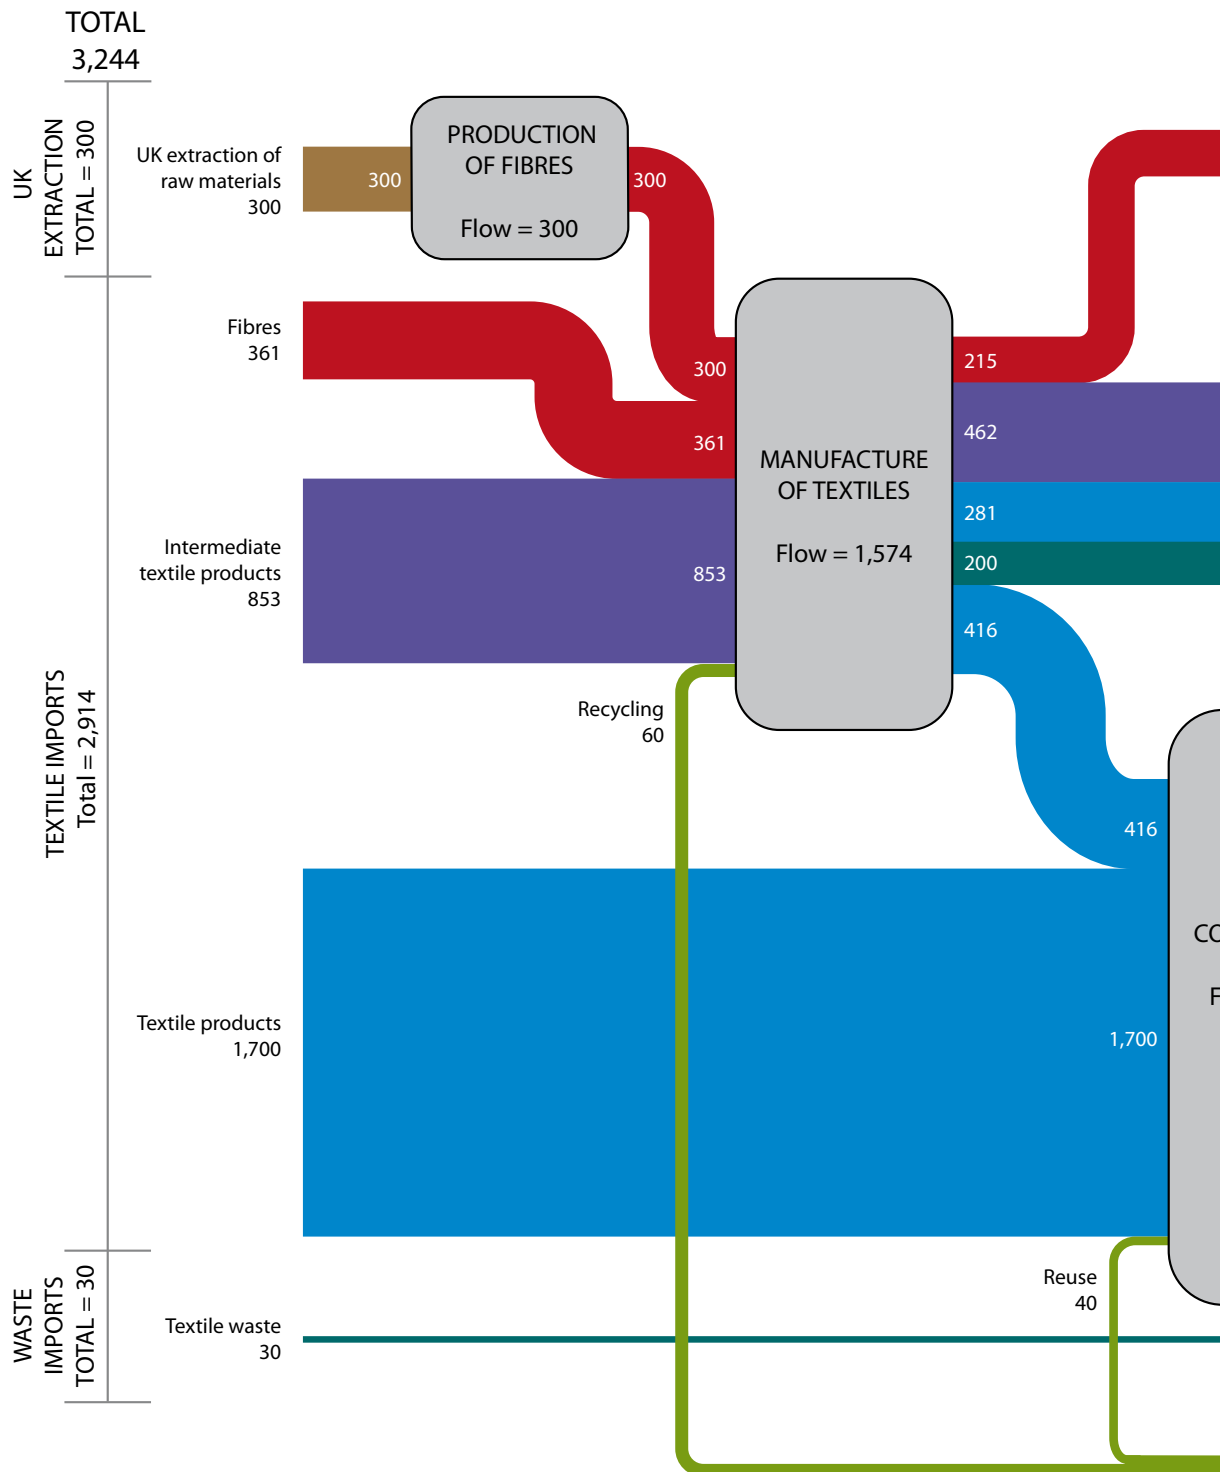 TOTAL
3,244
UK
EXTRACTION
TOTAL = 300
UK extraction of
raw materials
300
300
PRODUCTION
OF FIBRES
Flow = 300
300
Fibres
361
300
361
MANUFACTURE
OF TEXTILES
Flow = 1,574
215
462
281
200
416
TEXTILE IMPORTS
Total = 2,914
Intermediate
textile products
853
853
Recycling
60
416
CO
F
Textile products
1,700
1,700
WASTE
IMPORTS
TOTAL = 30
Textile waste
30
Reuse
40